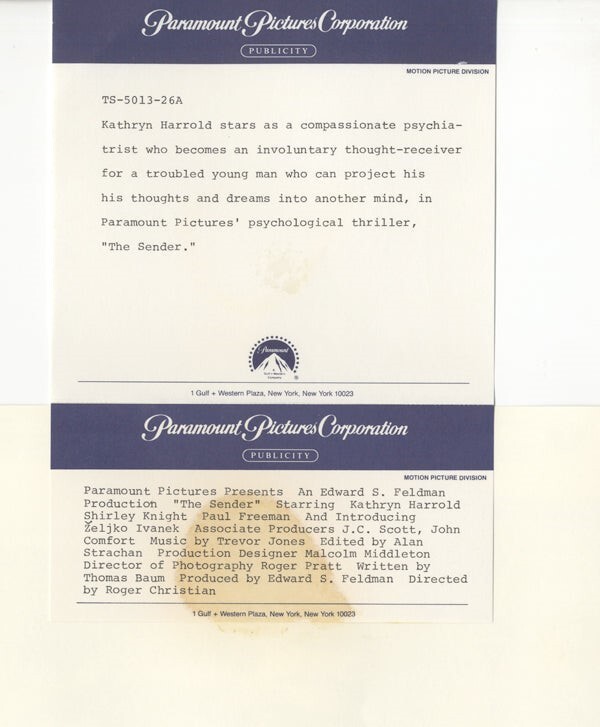 Paramount Pictures Corporation
PUBLICITY
MOTION PICTURE DIVISION
TS-5013-26A
Kathryn Harrold stars as a compassionate psychia-
trist who becomes an involuntary thought-receiver
for a troubled young man who can project his
his thoughts and dreams into another mind, in
Paramount Pictures' psychological thriller,
"The Sender."
Paramount
A Gulf + Western
Company
®
1 Gulf + Western Plaza, New York, New York 10023
Paramount Pictures Corporation
PUBLICITY
MOTION PICTURE DIVISION
Paramount Pictures Presents An Edward S. Feldman
Production "The Sender" Starring Kathryn Harrold
Shirley Knight Paul Freeman And Introducing
Željko Ivanek Associate Producers J.C. Scott, John
Comfort Music by Trevor Jones Edited by Alan
Strachan Production Designer Malcolm Middleton
Director of Photography Roger Pratt Written by
Thomas Baum Produced by Edward S. Feldman Directed
by Roger Christian
1 Gulf + Western Plaza, New York, New York 10023